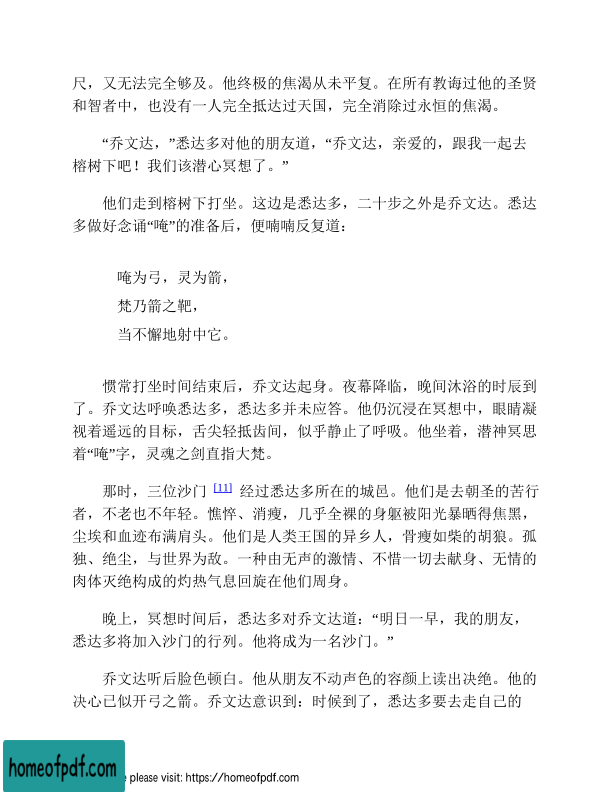 尺，又无法完全够及。他终极的焦渴从未平复。在所有教诲过他的圣贤
和智者中，也没有一人完全抵达过天国，完全消除过永恒的焦渴。
“乔文达，”悉达多对他的朋友道，“乔文达，亲爱的，跟我一起去
榕树下吧！我们该潜心冥想了。”
他们走到榕树下打坐。这边是悉达多，二十步之外是乔文达。悉达
多做好念诵“唵”的准备后，便喃喃反复道：
唵为弓，灵为箭，
梵乃箭之靶，
当不懈地射中它。
惯常打坐时间结束后，乔文达起身。夜幕降临，晚间沐浴的时辰到
了。乔文达呼唤悉达多，悉达多并未应答。他仍沉浸在冥想中，眼睛凝
视着遥远的目标，舌尖轻抵齿间，似乎静止了呼吸。他坐着，潜神冥思
着“唵”字，灵魂之剑直指大梵。
那时，三位沙门 [11] 经过悉达多所在的城邑。他们是去朝圣的苦行
者，不老也不年轻。憔悴、消瘦，几乎全裸的身躯被阳光暴晒得焦黑，
尘埃和血迹布满肩头。他们是人类王国的异乡人，骨瘦如柴的胡狼。孤
独、绝尘，与世界为敌。一种由无声的激情、不惜一切去献身、无情的
肉体灭绝构成的灼热气息回旋在他们周身。
晚上，冥想时间后，悉达多对乔文达道：“明日一早，我的朋友，
悉达多将加入沙门的行列。他将成为一名沙门。”
乔文达听后脸色顿白。他从朋友不动声色的容颜上读出决绝。他的
决心已似开弓之箭。乔文达意识到：时候到了，悉达多要去走自己的
homeofpdf.com
e please visit: https://homeofpdf.com